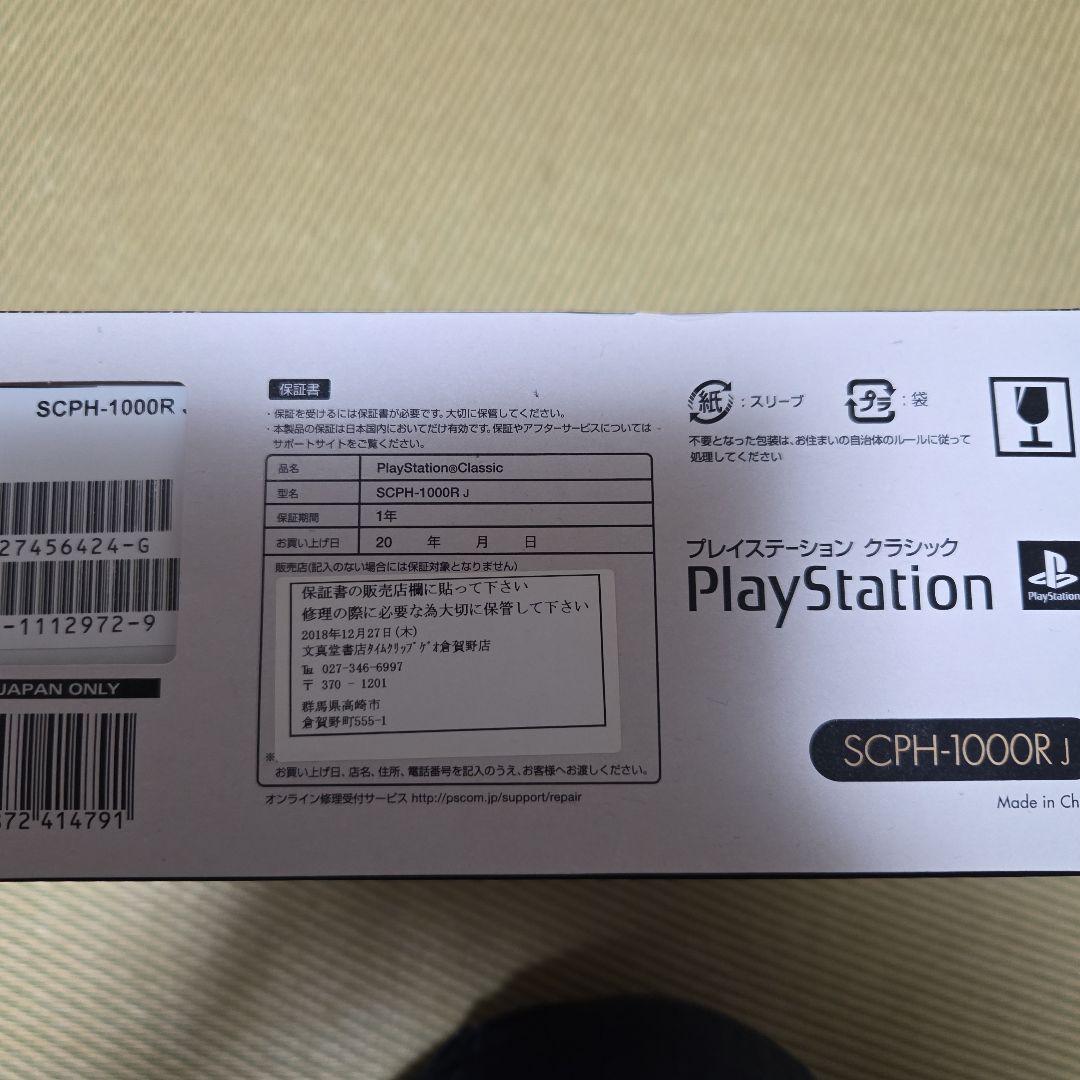 SCPH-1000R J
27456424-G
-1112972-9
JAPAN ONLY
72 414791
保証書
・保証を受けるには保証書が必要です。大切に保管してください。
・本製品の保証は日本国内においてだけ有効です。保証やアフターサービスについては
サポートサイトをご覧ください。
品名 PlayStation®Classic
型名 SCPH-1000R J
保証期間 1年
お買い上げ日 20 年 月 日
販売店(記入のない場合には保証対象となりません)
保証書の販売店欄に貼って下さい
修理の際に必要な為大切に保管して下さい
2018年12月27日(木)
文真堂書店ﾀｲﾑｸﾘｯﾌﾟｹﾞｵ倉賀野店
℡ 027-346-6997
〒 370 - 1201
群馬県高崎市
倉賀野町555-1
※
お買い上げ日、店名、住所、電話番号を記入のうえ、お客様へお渡しください。
オンライン修理受付サービス http://pscom.jp/support/repair
紙 : スリーブ
プラ : 袋
不要となった包装は、お住まいの自治体のルールに従って
処理してください
プレイステーション クラシック
PlayStation
PlayStation
SCPH-1000R J
Made in Ch